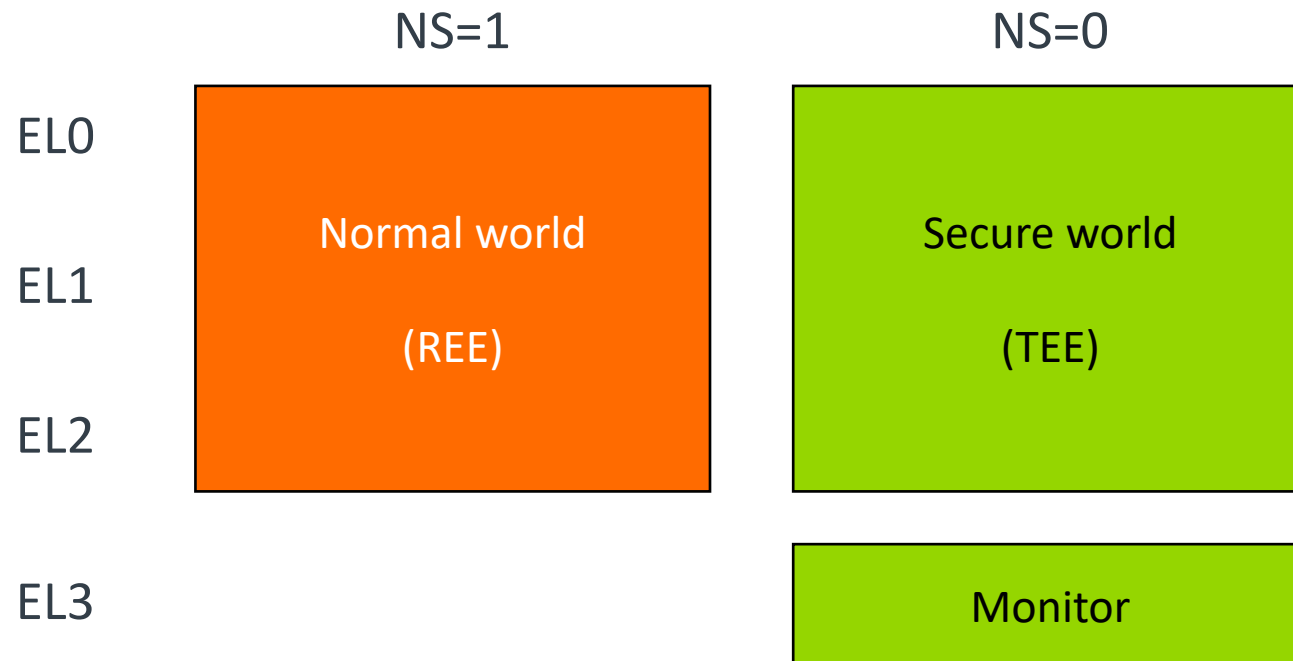 NS=1 NS=0
EL0
Normal world Secure world
EL1
(REE) (TEE)
EL2
EL3 Monitor